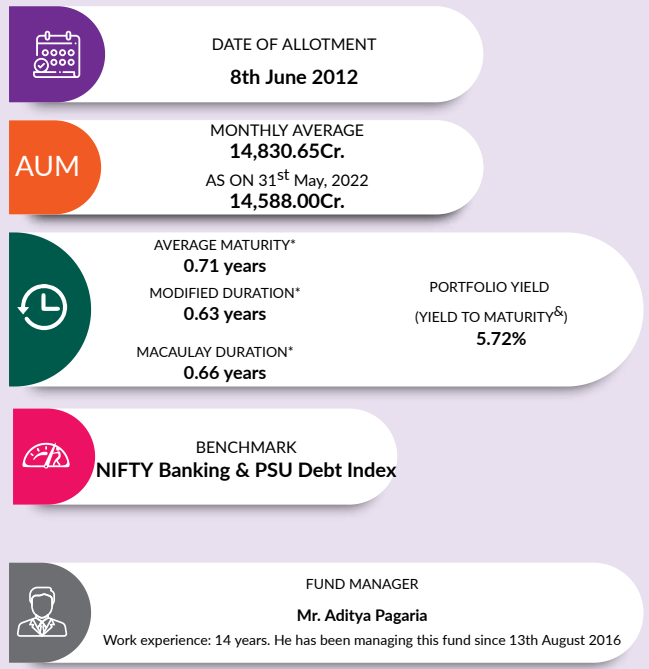 DATE OF ALLOTMENT
8th June 2012
AUM
MONTHLY AVERAGE
14,830.65Cr.
AS ON 31st May, 2022
14,588.00Cr.
AVERAGE MATURITY*
0.71 years
MODIFIED DURATION*
0.63 years
MACAULAY DURATION*
0.66 years
PORTFOLIO YIELD
(YIELD TO MATURITY&)
5.72%
BENCHMARK
NIFTY Banking & PSU Debt Index
FUND MANAGER
Mr. Aditya Pagaria
Work experience: 14 years. He has been managing this fund since 13th August 2016